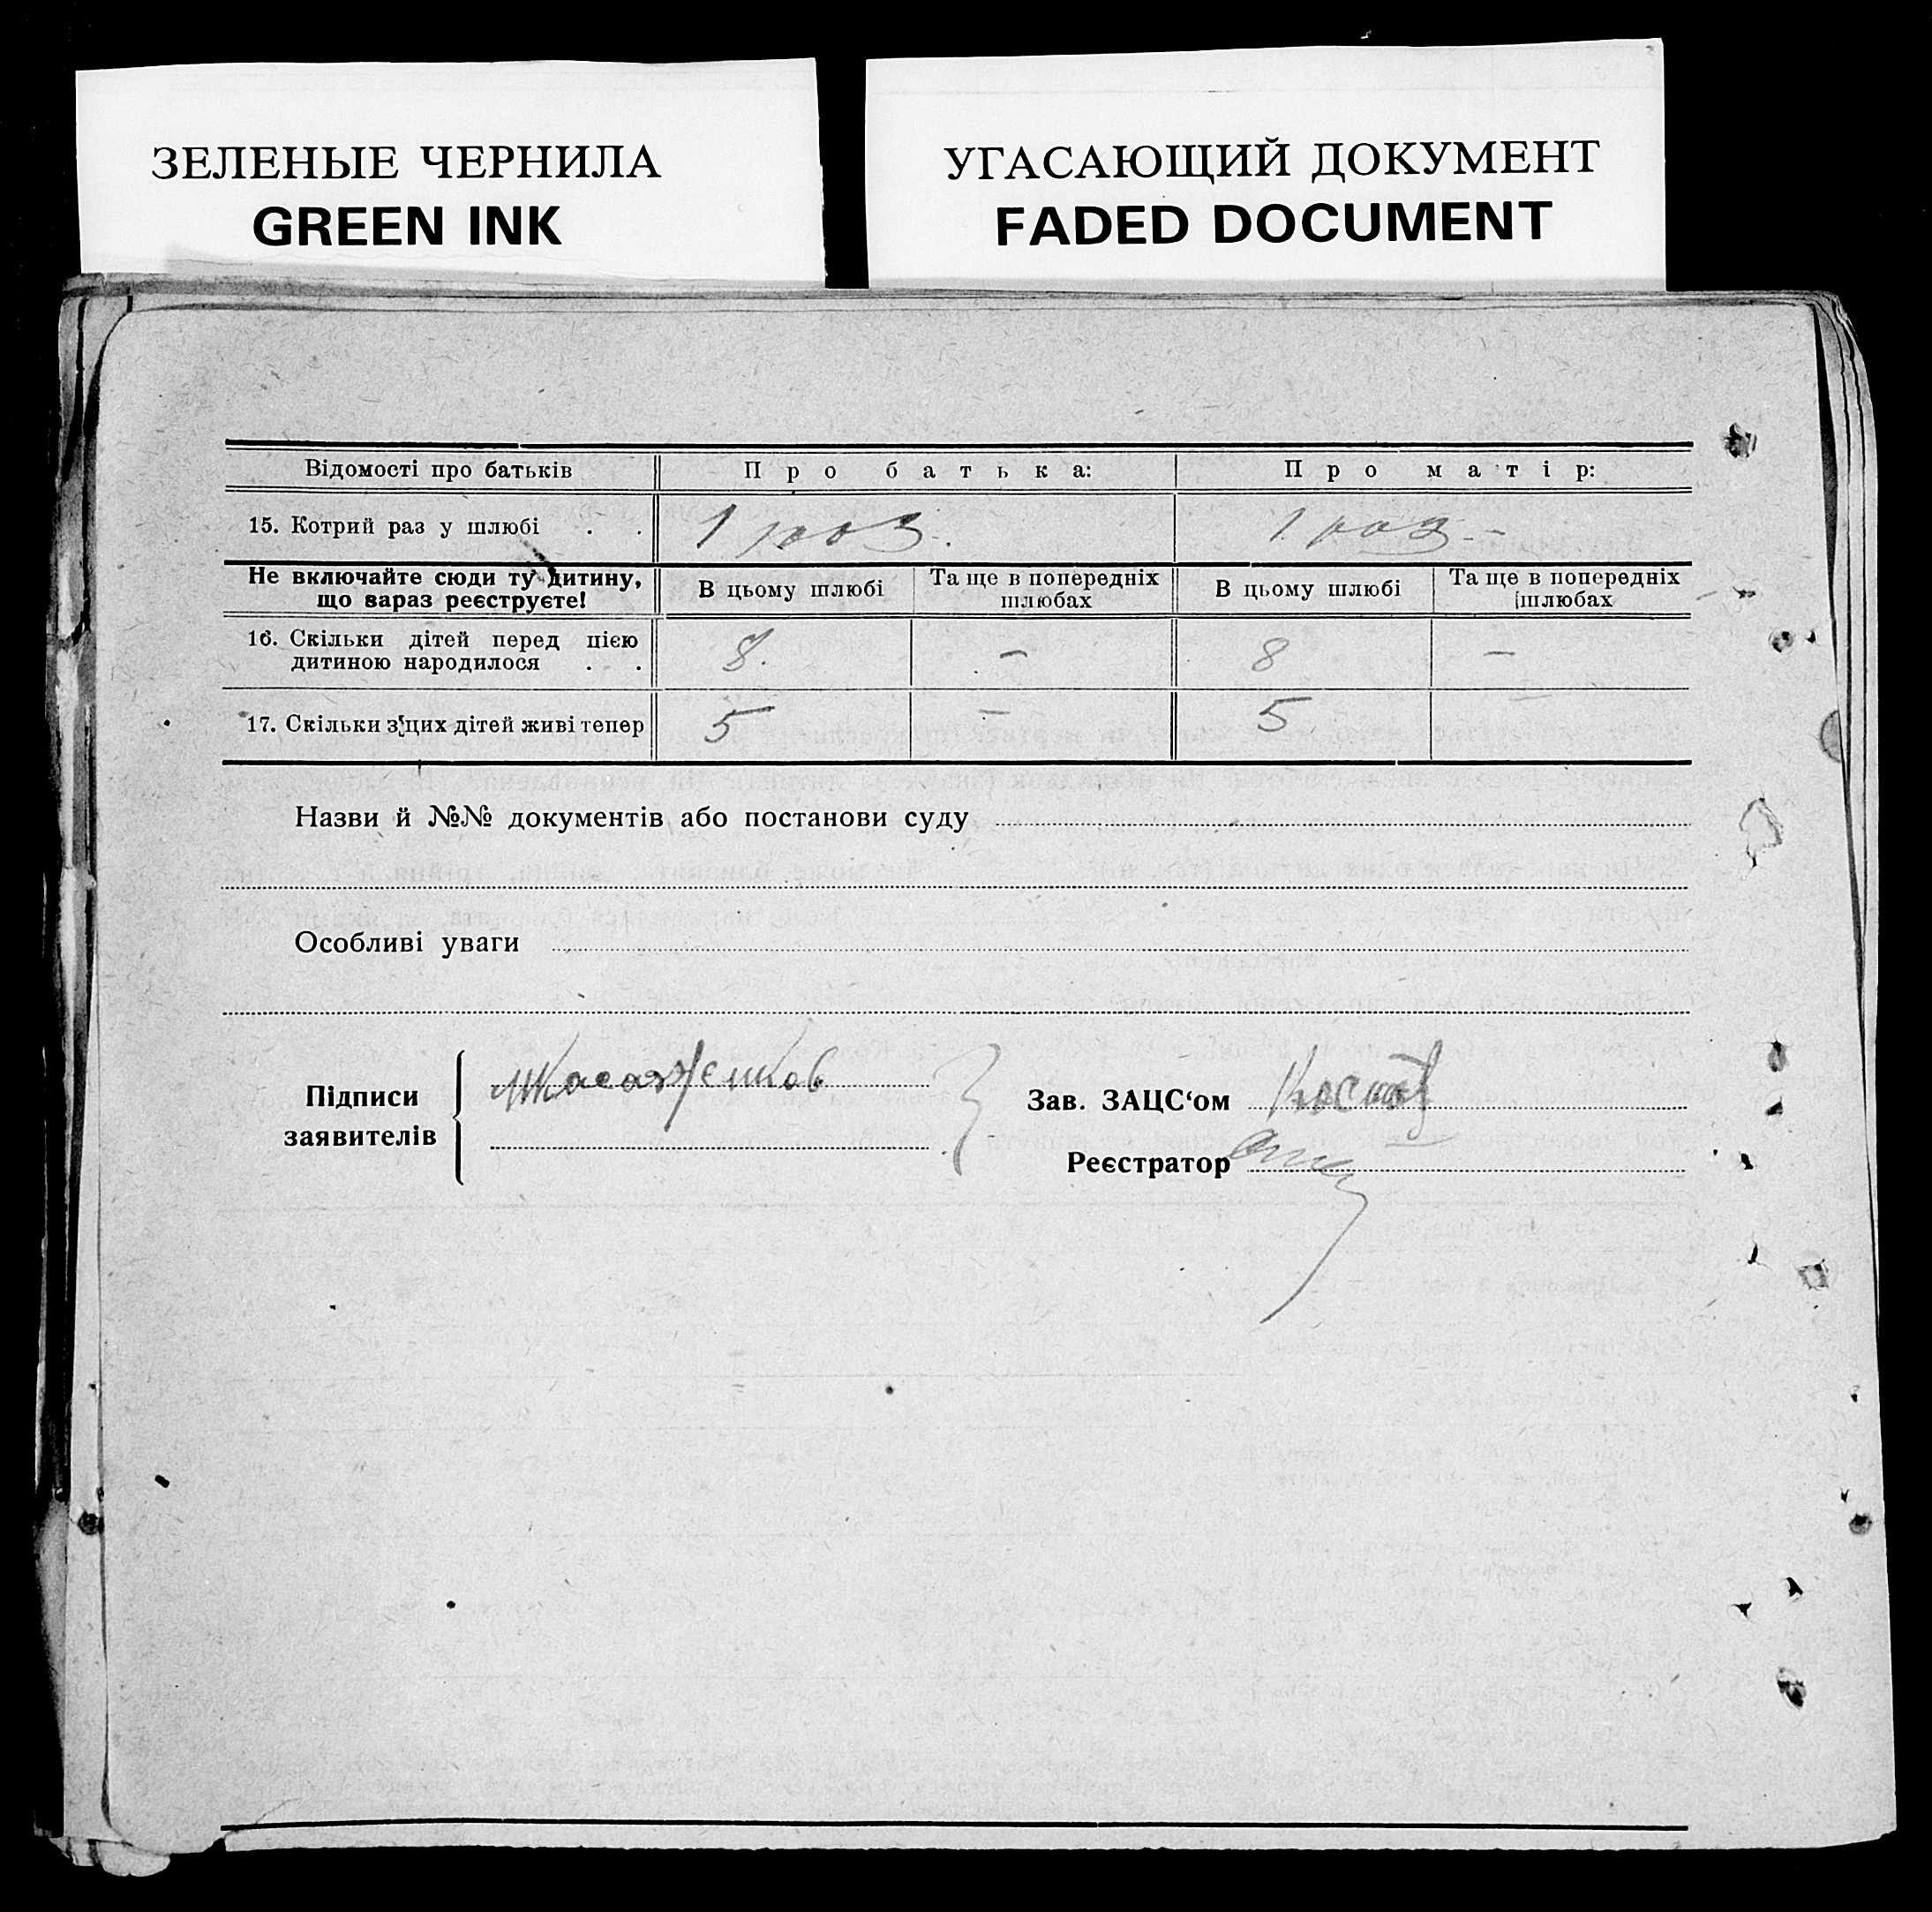 ЗЕЛЕНЫЕ ЧЕРНИЛА
GREEN INK
УГАСАЮЩИЙ ДОКУМЕНТ
FADED DOCUMENT
Відомості про батьків Про батька: Про матір:
15. Котрий раз у шлюбі . . 1 раз. 1 раз -
Не включайте сюди ту дитину, що зараз реєструєте! В цьому шлюбі Та ще в попередніх шлюбах В цьому шлюбі Та ще в попередніх шлюбах
16. Скільки дітей перед цією
дитиною народилося . . 8. - 8 -
17. Скільки з цих дітей живі тепер 5 - 5
Назви й №№ документів або постанови суду
Особливі уваги
Підписи
заявителів
Зав. ЗАЦС‘ом
Реєстратор